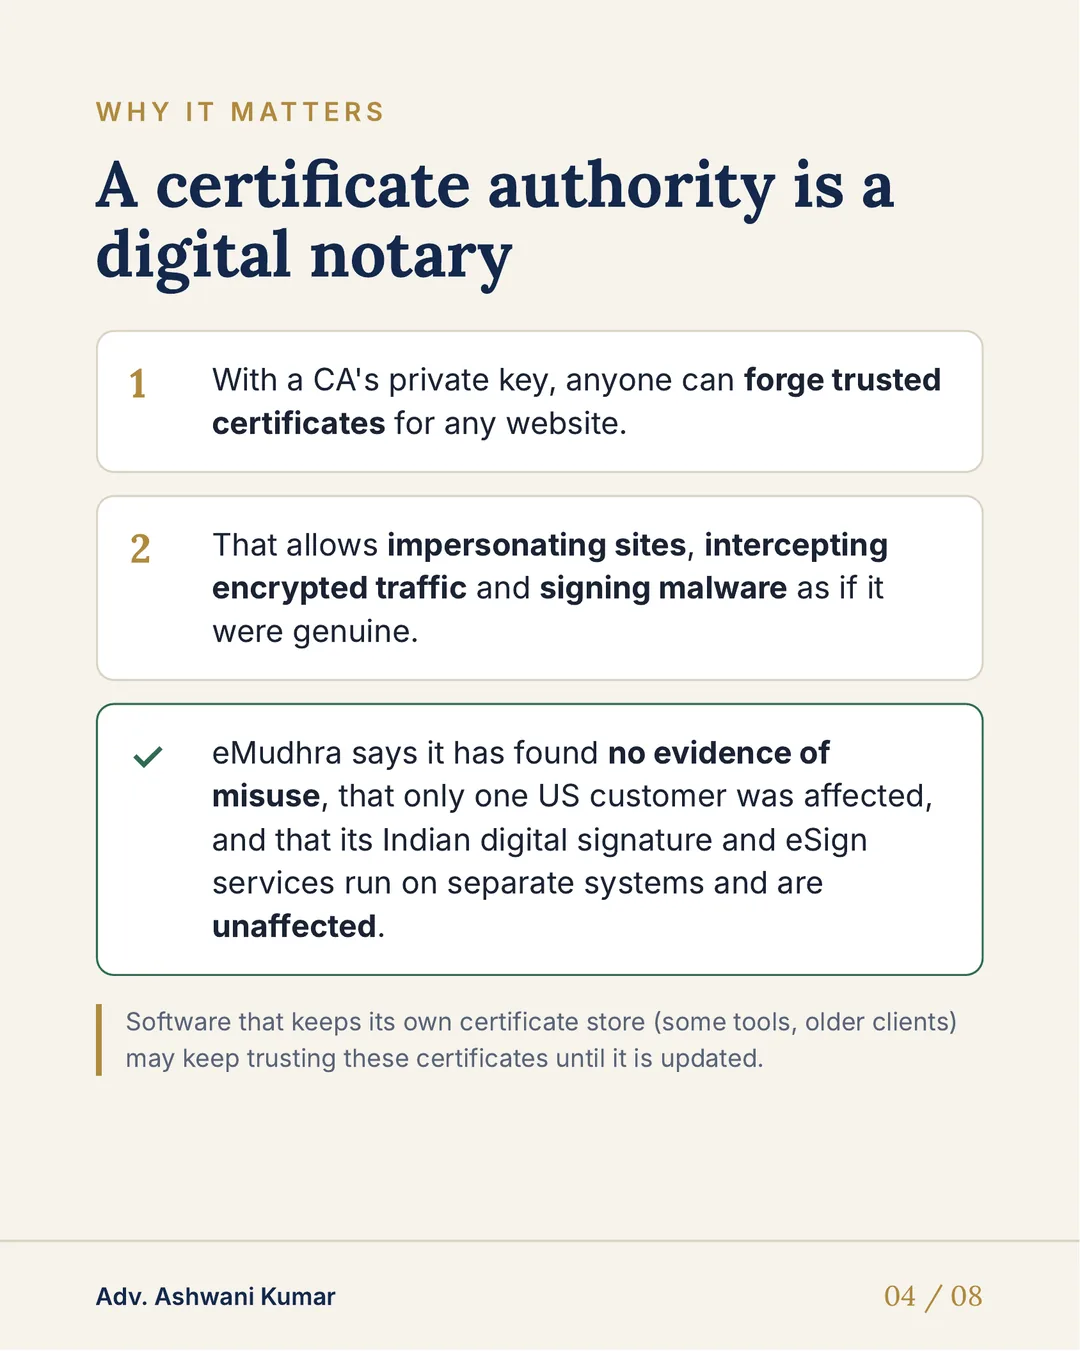 WHY IT MATTERS
A certificate authority is a
digital notary
1
With a CA's private key, anyone can forge trusted
certificates for any website.
2
That allows impersonating sites, intercepting
encrypted traffic and signing malware as if it
were genuine.
eMudhra says it has found no evidence of
misuse, that only one US customer was affected,
and that its Indian digital signature and eSign
services run on separate systems and are
unaffected.
Software that keeps its own certificate store (some tools, older clients)
may keep trusting these certificates until it is updated.
Adv. Ashwani Kumar
04 / 08